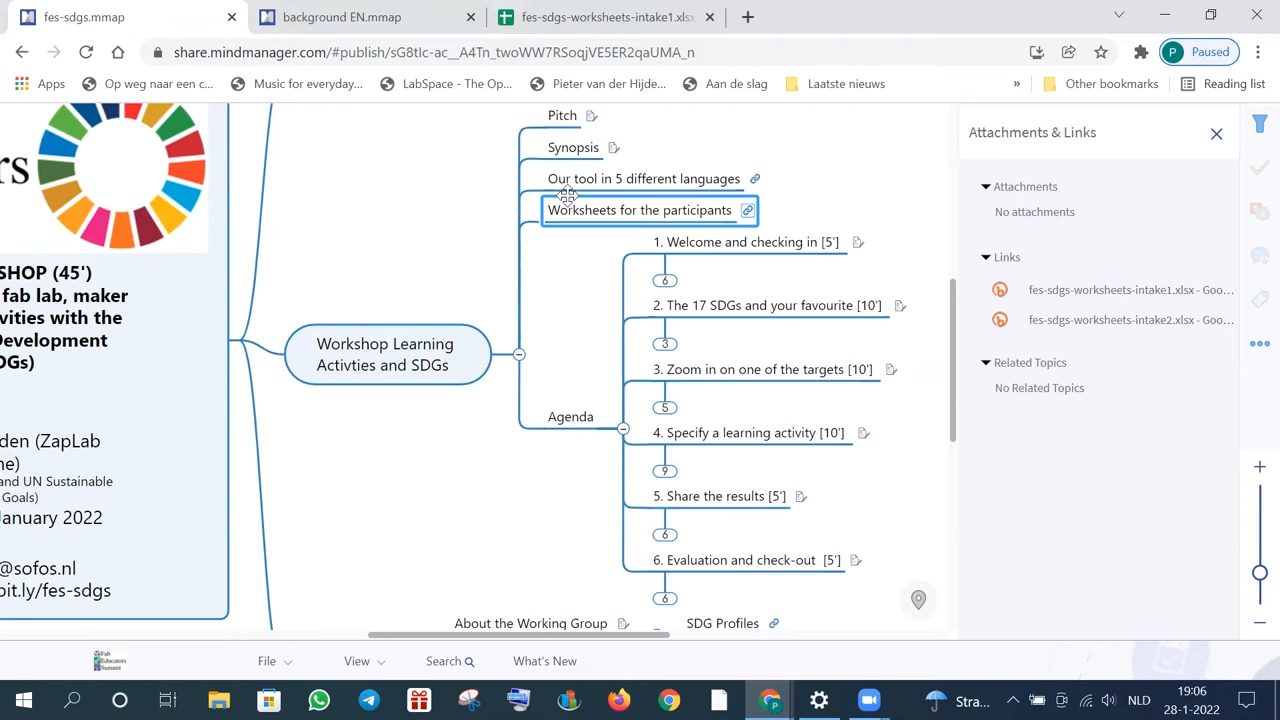 fes-sdgs.mmap
background EN.mmap
fes-sdgs-worksheets-intake1.xlsx
share.mindmanager.com/#publish/sG8tIc-ac__A4Tn_twoWW7RSoqjVE5ER2qaUMA_n
P Paused
Apps
Op weg naar een c...
Music for everyday...
LabSpace - The Op...
Pieter van der Hijde...
Aan de slag
Laatste nieuws
»
Other bookmarks
Reading list
rs
SHOP (45')
fab lab, maker
vities with the
Development
DGs)
den (ZapLab
ne)
and UN Sustainable
Goals)
January 2022
@sofos.nl
bit.ly/fes-sdgs
Workshop Learning
Activties and SDGs
Pitch
Synopsis
Our tool in 5 different languages
Worksheets for the participants
Agenda
1. Welcome and checking in [5']
6
2. The 17 SDGs and your favourite [10']
3
3. Zoom in on one of the targets [10']
5
4. Specify a learning activity [10']
9
5. Share the results [5']
6
6. Evaluation and check-out [5']
6
About the Working Group
SDG Profiles
Attachments & Links
Attachments
No attachments
Links
fes-sdgs-worksheets-intake1.xlsx - Goo...
fes-sdgs-worksheets-intake2.xlsx - Goo...
Related Topics
No Related Topics
Fab
Educators
Summit
File
View
Search
What's New
Stra...
NLD
19:06
28-1-2022